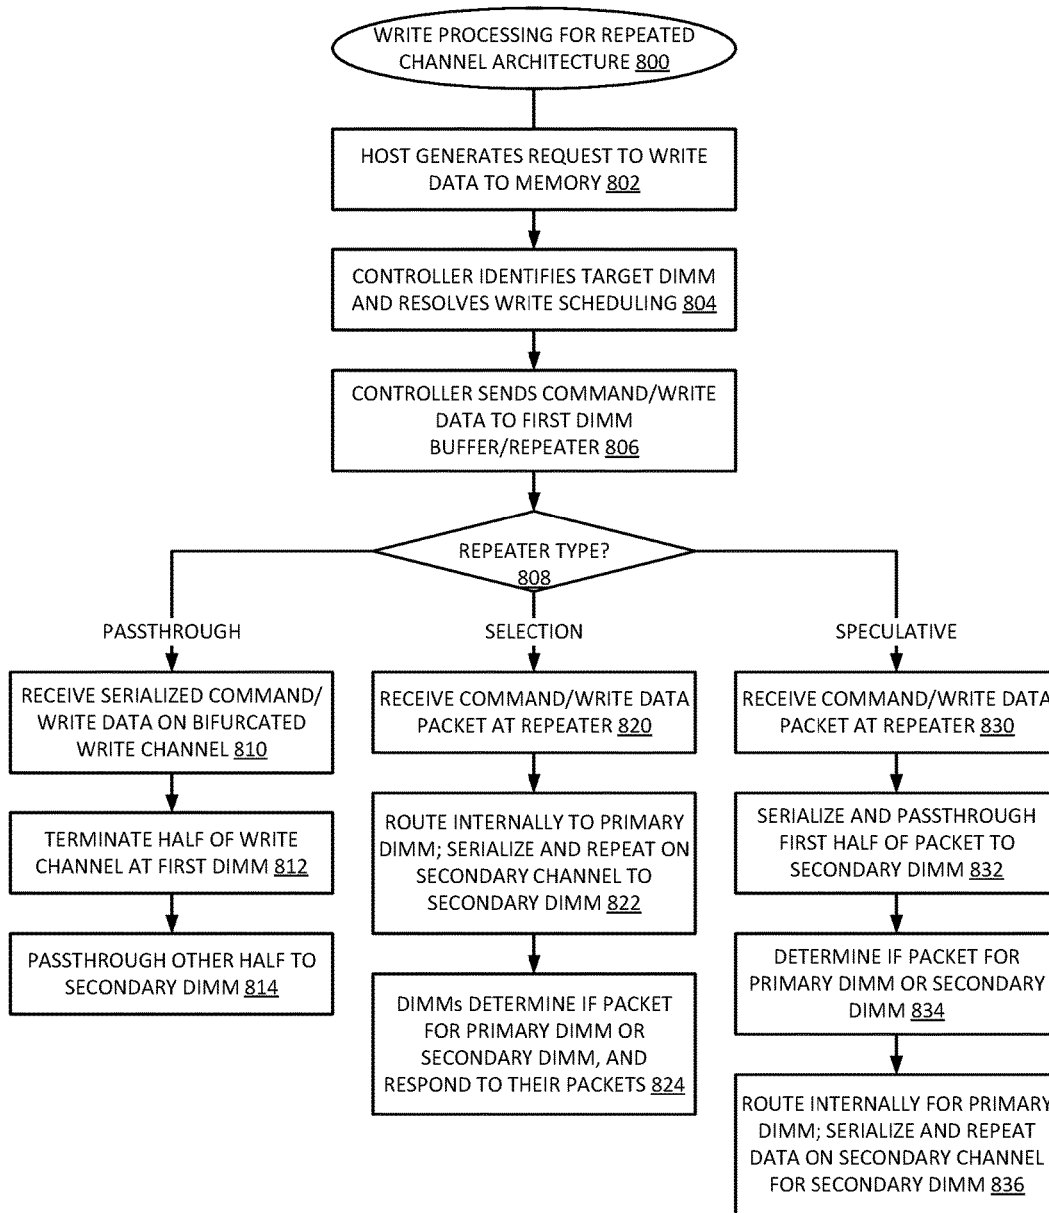 WRITE PROCESSING FOR REPEATED
CHANNEL ARCHITECTURE 800
HOST GENERATES REQUEST TO WRITE
DATA TO MEMORY 802
CONTROLLER IDENTIFIES TARGET DIMM
AND RESOLVES WRITE SCHEDULING 804
CONTROLLER SENDS COMMAND/WRITE
DATA TO FIRST DIMM
BUFFER/REPEATER 806
REPEATER TYPE?
808
PASSTHROUGH
RECEIVE SERIALIZED COMMAND/
WRITE DATA ON BIFURCATED
WRITE CHANNEL 810
TERMINATE HALF OF WRITE
CHANNEL AT FIRST DIMM 812
PASSTHROUGH OTHER HALF TO
SECONDARY DIMM 814
SELECTION
RECEIVE COMMAND/WRITE DATA
PACKET AT REPEATER 820
ROUTE INTERNALLY TO PRIMARY
DIMM; SERIALIZE AND REPEAT ON
SECONDARY CHANNEL TO
SECONDARY DIMM 822
DIMMs DETERMINE IF PACKET
FOR PRIMARY DIMM OR
SECONDARY DIMM, AND
RESPOND TO THEIR PACKETS 824
SPECULATIVE
RECEIVE COMMAND/WRITE DATA
PACKET AT REPEATER 830
SERIALIZE AND PASSTHROUGH
FIRST HALF OF PACKET TO
SECONDARY DIMM 832
DETERMINE IF PACKET FOR
PRIMARY DIMM OR SECONDARY
DIMM 834
ROUTE INTERNALLY FOR PRIMARY
DIMM; SERIALIZE AND REPEAT
DATA ON SECONDARY CHANNEL
FOR SECONDARY DIMM 836